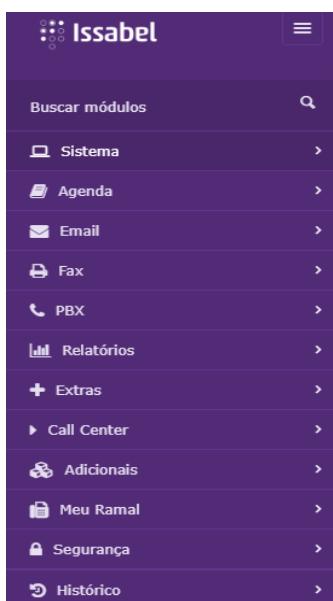 Issabel
Buscar módulos
Sistema
Agenda
Email
Fax
PBX
Relatórios
Extras
Call Center
Adicionais
Meu Ramal
Segurança
Histórico